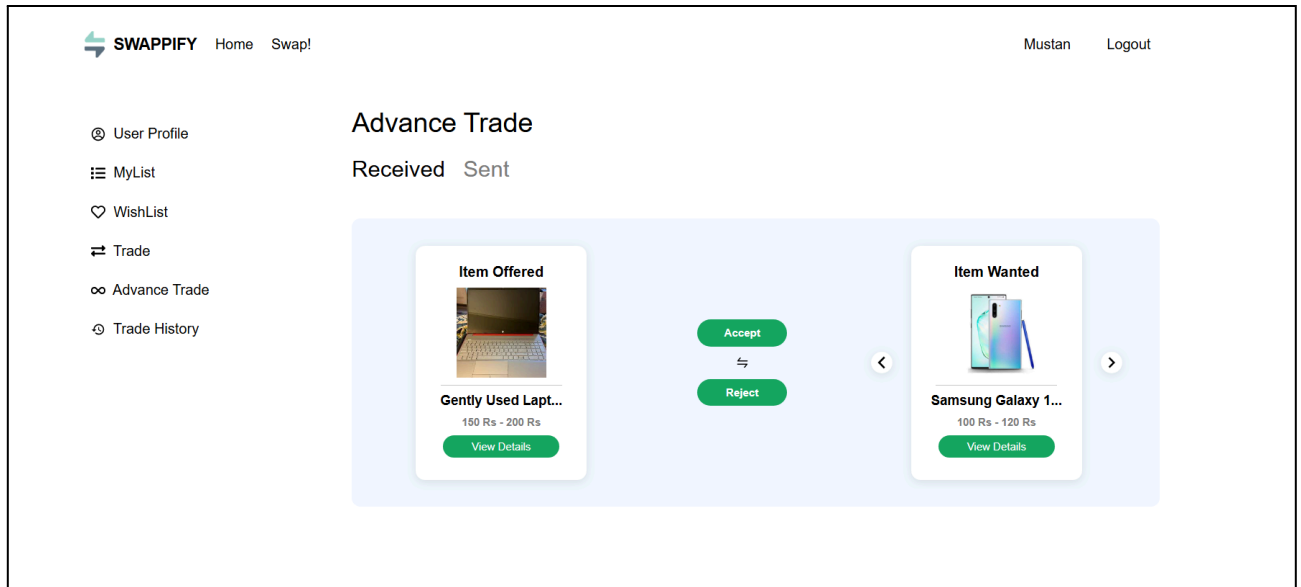 SWAPPIFY Home Swap! Mustan Logout
User Profile
MyList
WishList
Trade
Advance Trade
Trade History
Advance Trade
Received Sent
Item Offered
Gently Used Lapt...
150 Rs - 200 Rs
View Details
Accept
Reject
Item Wanted
Samsung Galaxy 1...
100 Rs - 120 Rs
View Details